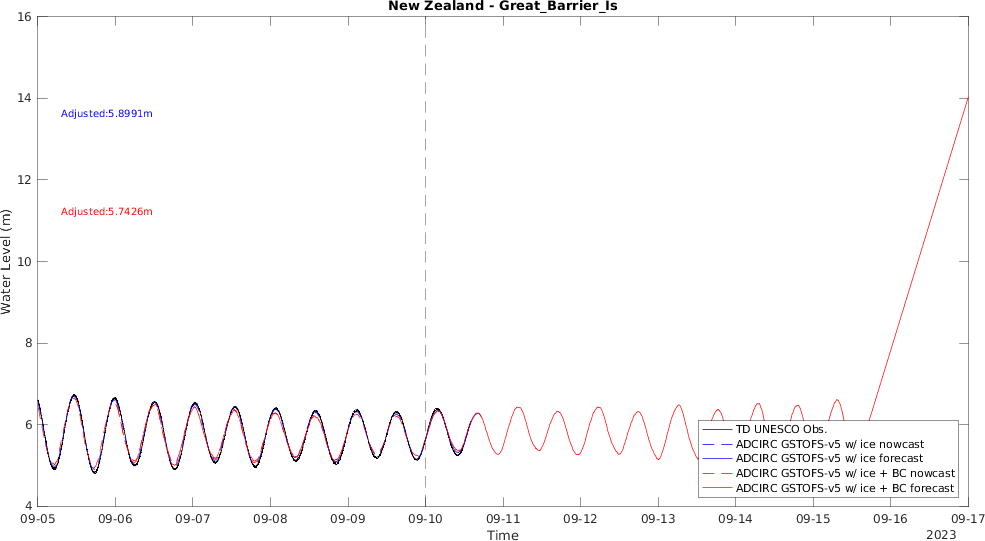 New Zealand - Great_Barrier_Is
16
14
12
10
8
6
4
Water Level (m)
Adjusted:5.8991m
Adjusted:5.7426m
TD UNESCO Obs.
ADCIRC GSTOFS-v5 w/ ice nowcast
ADCIRC GSTOFS-v5 w/ ice forecast
ADCIRC GSTOFS-v5 w/ ice + BC nowcast
ADCIRC GSTOFS-v5 w/ ice + BC forecast
09-05 09-06 09-07 09-08 09-09 09-10 09-11 09-12 09-13 09-14 09-15 09-16 09-17
Time
2023